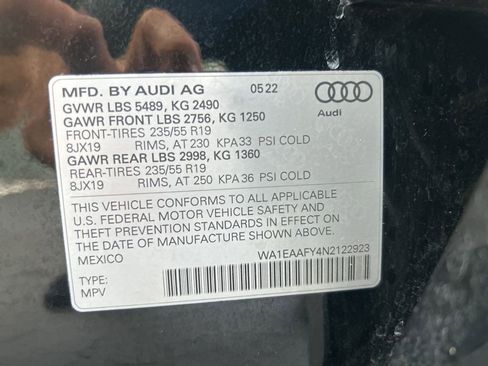 MFD. BY AUDI AG 05 22
GVWR LBS 5489, KG 2490
GAWR FRONT LBS 2756, KG 1250
Audi
FRONT-TIRES 235/55 R19
8JX19 RIMS, AT 230 KPA33 PSI COLD
GAWR REAR LBS 2998, KG 1360
REAR-TIRES 235/55 R19
8JX19 RIMS, AT 250 KPA36 PSI COLD
THIS VEHICLE CONFORMS TO ALL APPLICABLE
U.S. FEDERAL MOTOR VEHICLE SAFETY AND
THEFT PREVENTION STANDARDS IN EFFECT ON
THE DATE OF MANUFACTURE SHOWN ABOVE.
MEXICO WA1EAAFY4N2122923
TYPE:
MPV